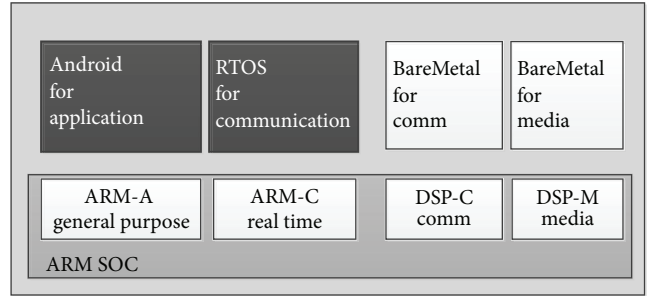 Android
for
application
RTOS
for
communication
BareMetal
for
comm
BareMetal
for
media
ARM-A
general purpose
ARM-C
real time
DSP-C
comm
DSP-M
media
ARM SOC